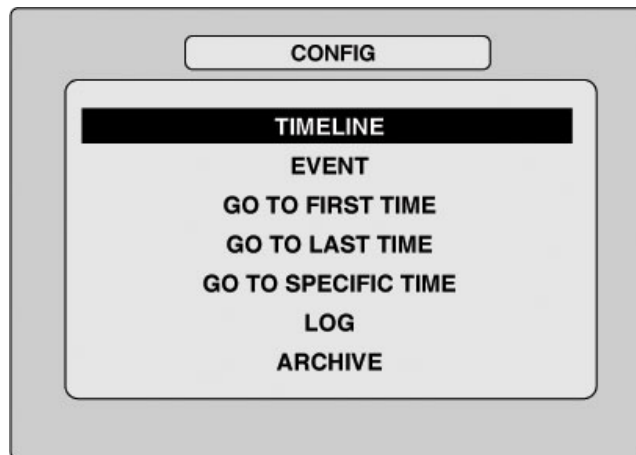 CONFIG
TIMELINE
EVENT
GO TO FIRST TIME
GO TO LAST TIME
GO TO SPECIFIC TIME
LOG
ARCHIVE